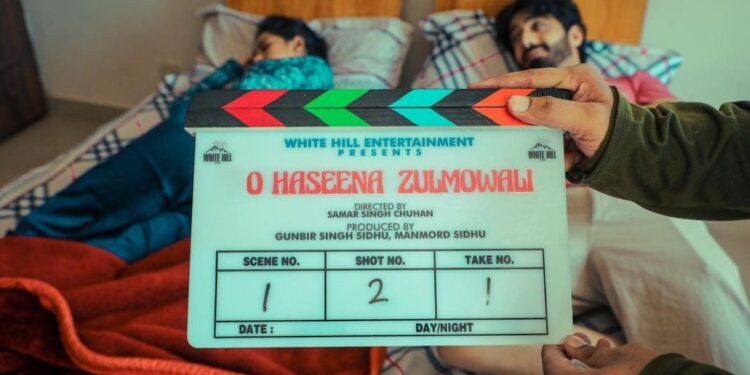 WHITE HILL ENTERTAINMENT
PRESENTS
WHITE HILL
WHITE HILL
O HASEENA ZULMOWALI
DIRECTED BY
SAMAR SINGH CHUHAN
PRODUCED BY
GUNBIR SINGH SIDHU, MANMORD SIDHU
SCENE NO. SHOT NO. TAKE NO.
1 2 1
DATE : DAY/NIGHT